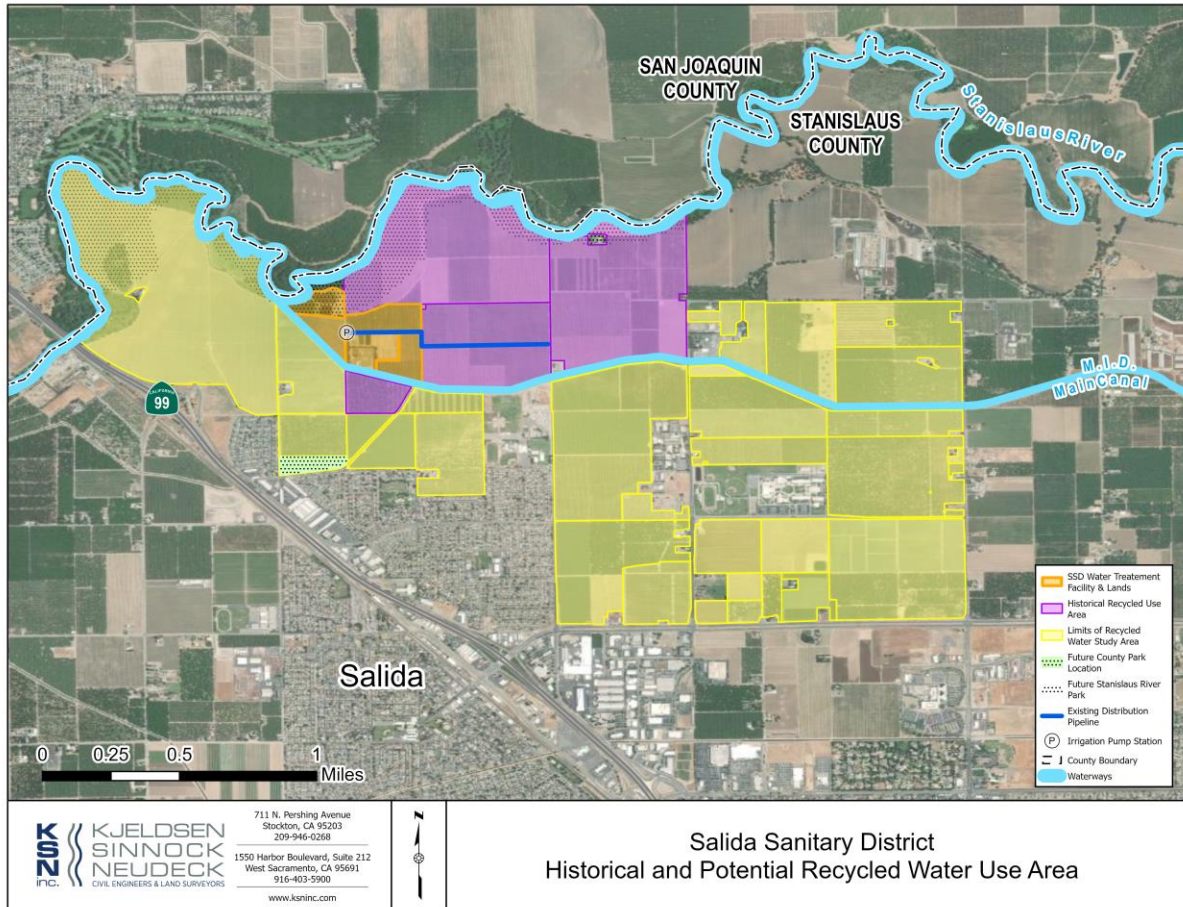 SAN JOAQUIN
COUNTY
STANISLAUS
COUNTY
Stanislaus River
M.I.D.
Main Canal
P
CALIFORNIA
99
Salida
0 0.25 0.5 1
Miles
SSD Water Treatement
Facility & Lands
Historical Recycled Use
Area
Limits of Recycled
Water Study Area
Future County Park
Location
Future Stanislaus River
Park
Existing Distribution
Pipeline
P Irrigation Pump Station
County Boundary
Waterways
KSN
inc.
KJELDSEN
SINNOCK
NEUDECK
CIVIL ENGINEERS & LAND SURVEYORS
711 N. Pershing Avenue
Stockton, CA 95203
209-946-0268
1550 Harbor Boulevard, Suite 212
West Sacramento, CA 95691
916-403-5900
www.ksninc.com
N
Salida Sanitary District
Historical and Potential Recycled Water Use Area